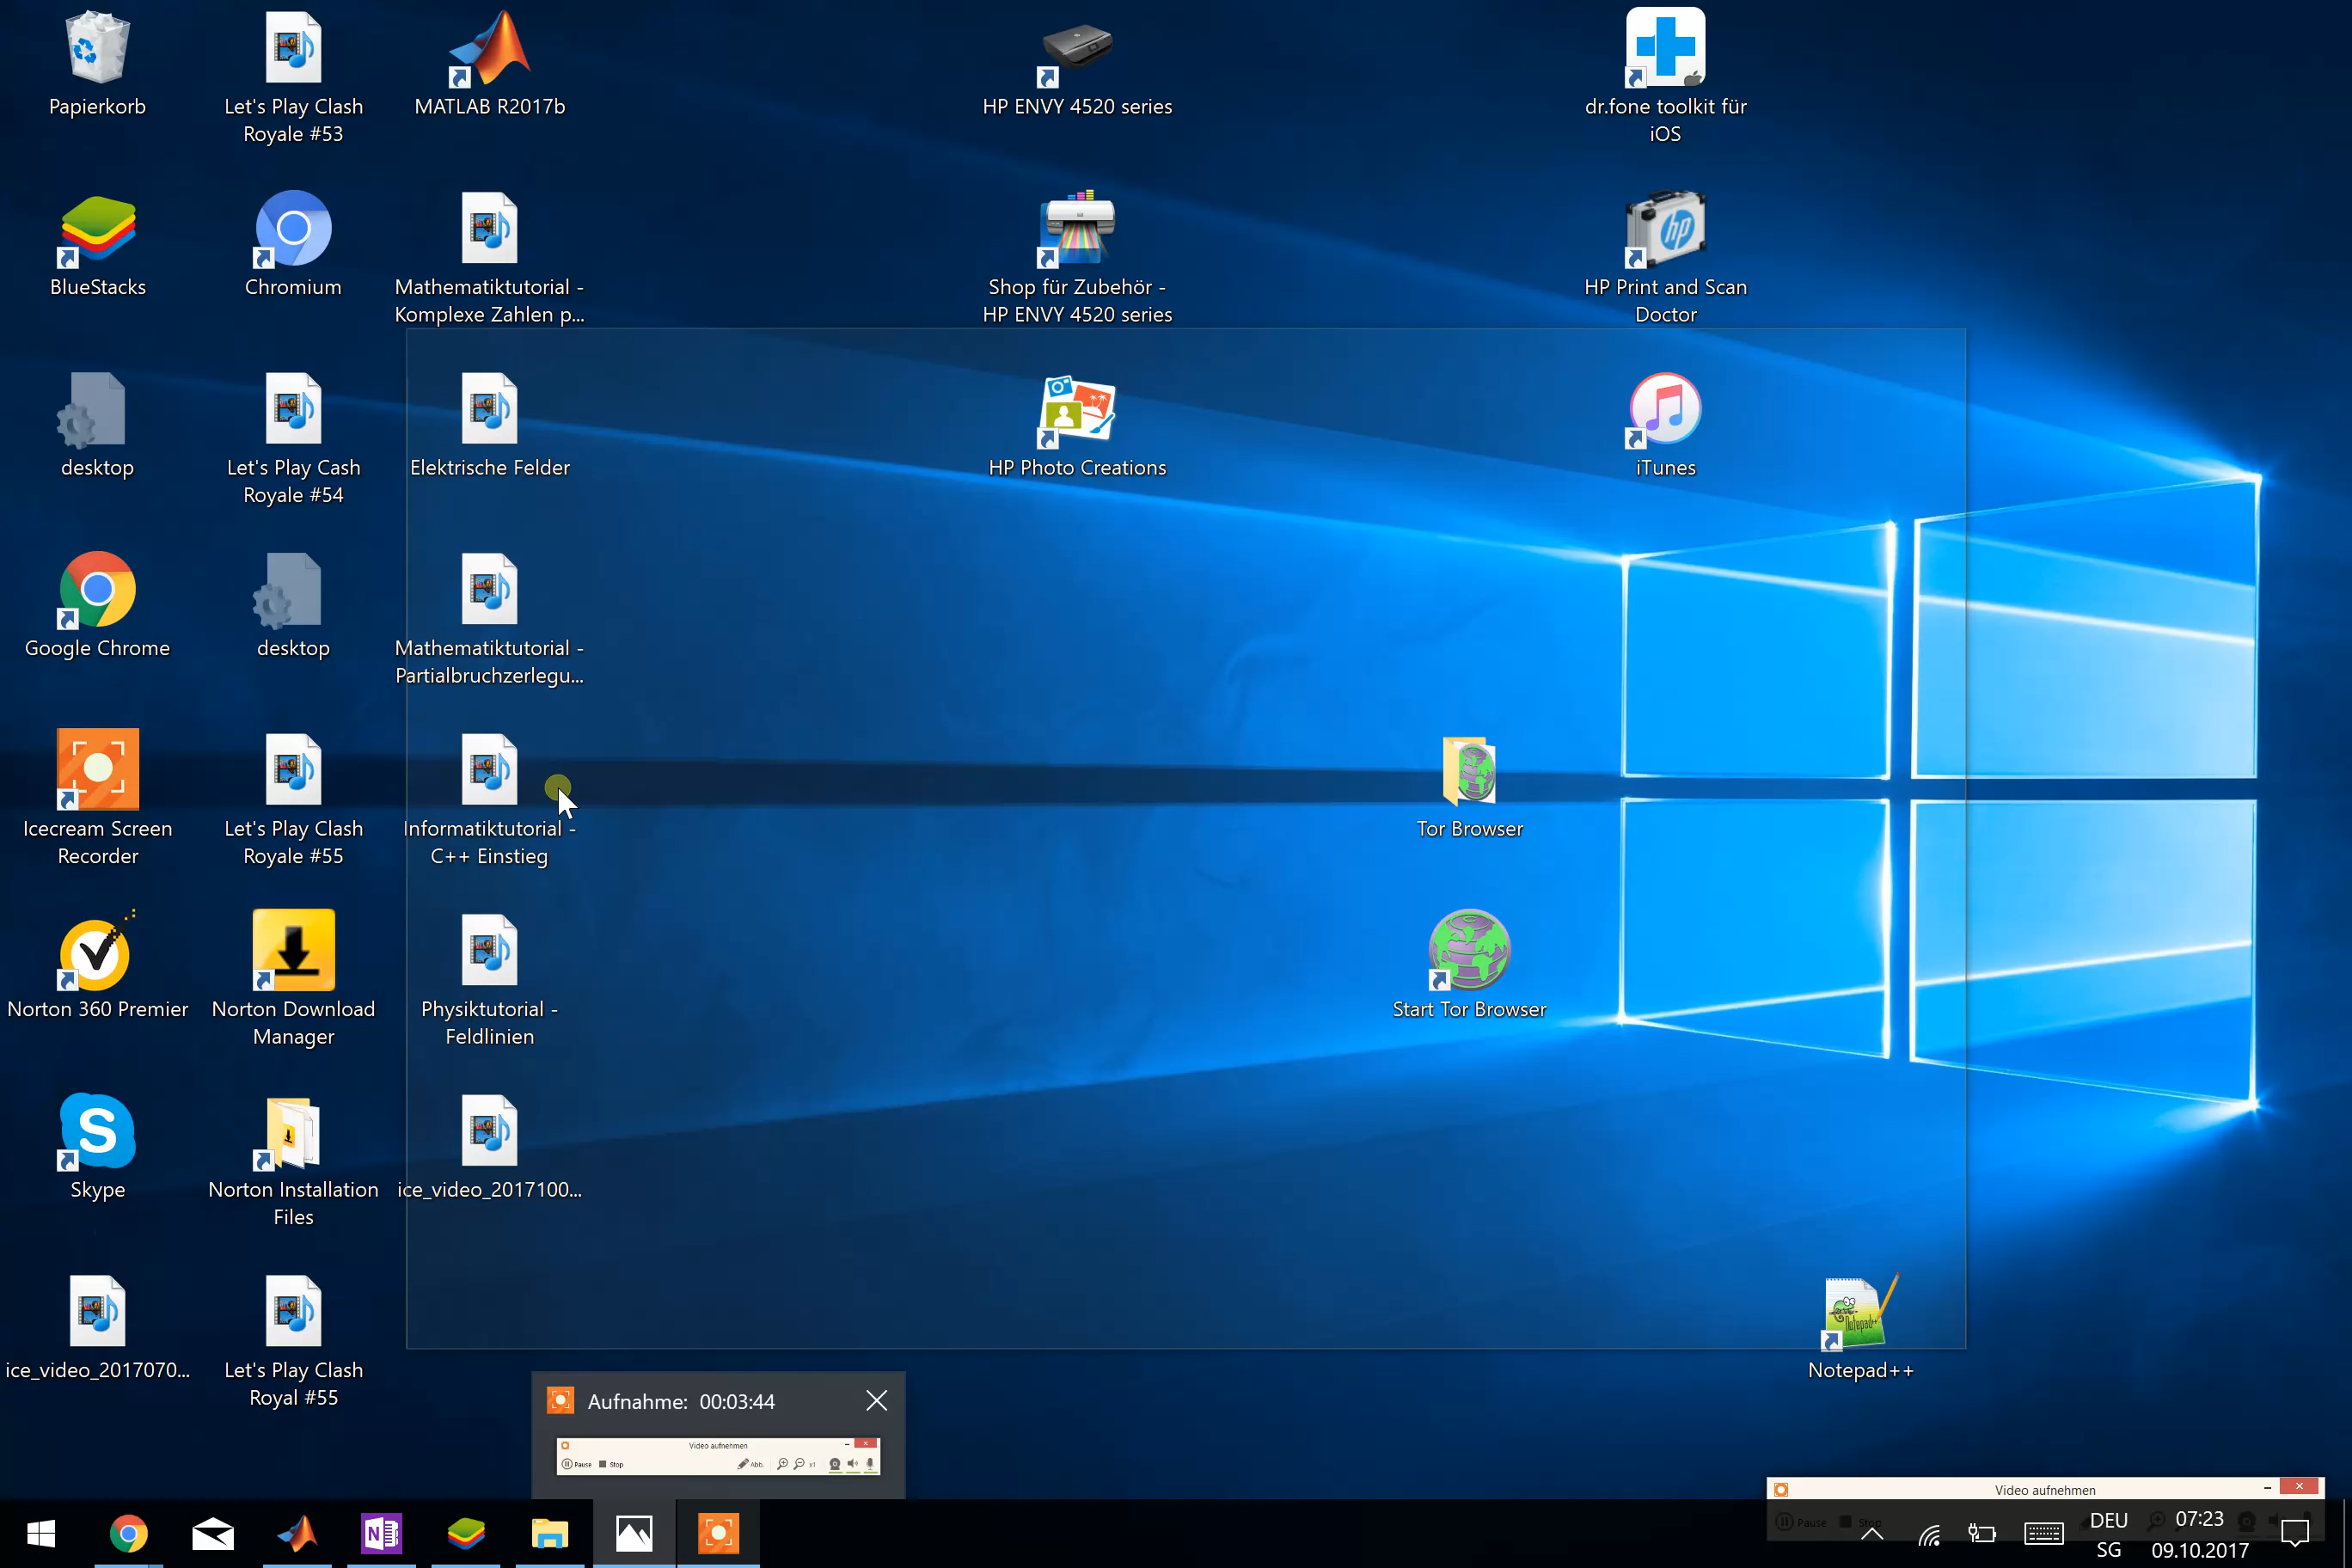 Papierkorb
Let's Play Clash
Royale #53
MATLAB R2017b
HP ENVY 4520 series
dr.fone toolkit für
iOS
BlueStacks
Chromium
Mathematiktutorial -
Komplexe Zahlen p...
Shop für Zubehör -
HP ENVY 4520 series
hp
HP Print and Scan
Doctor
desktop
Let's Play Cash
Royale #54
Elektrische Felder
HP Photo Creations
iTunes
Google Chrome
desktop
Mathematiktutorial -
Partialbruchzerlegu...
Icecream Screen
Recorder
Let's Play Clash
Royale #55
Informatiktutorial -
C++ Einstieg
Tor Browser
Norton 360 Premier
Norton Download
Manager
Physiktutorial -
Feldlinien
Start Tor Browser
S
Skype
Norton Installation
Files
ice_video_2017100...
ice_video_2017070...
Let's Play Clash
Royal #55
Notepad++
Notepad++
Aufnahme: 00:03:44
Video aufnehmen
Pause Stop Abb. x1
Video aufnehmen
Pause Stop
N
DEU
SG
07:23
09.10.2017